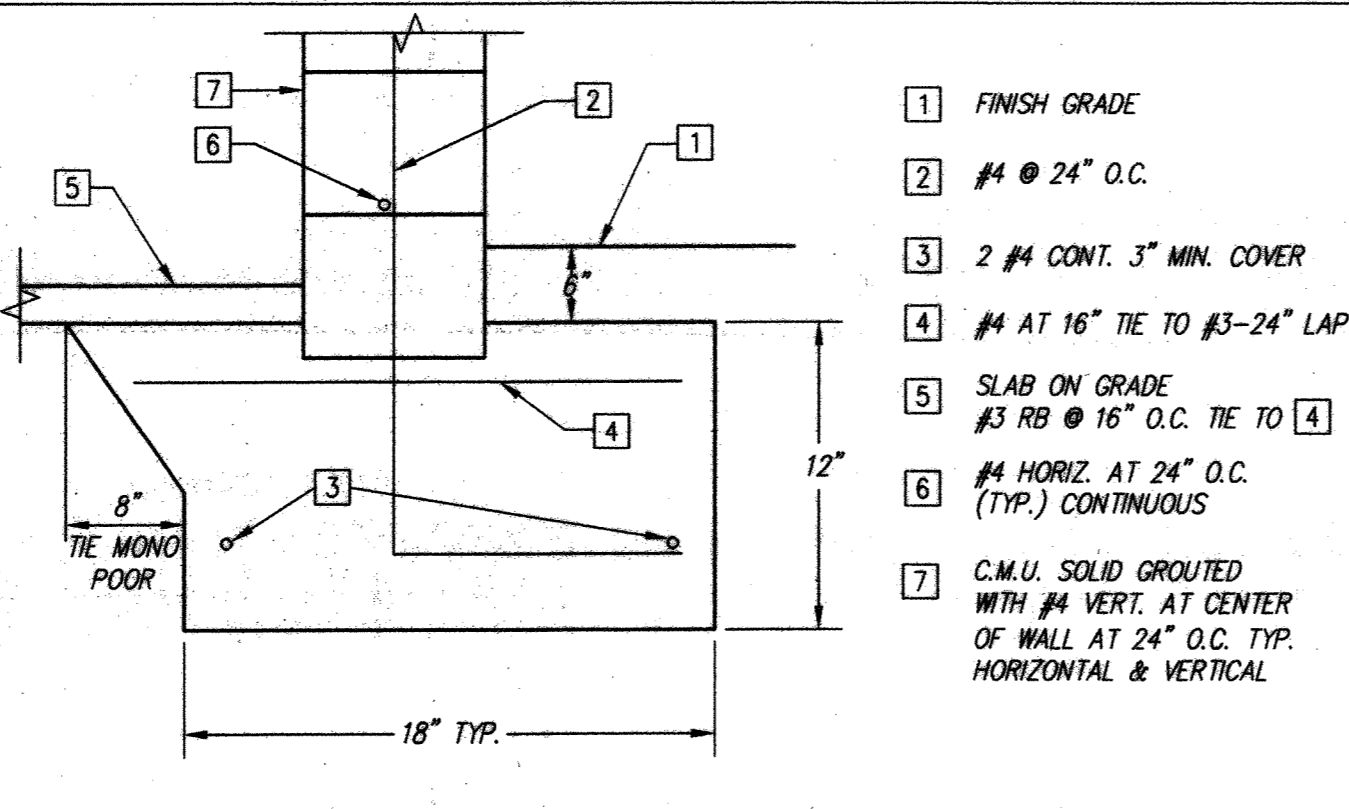 7
2
6
1
5
6"
4
3
12"
8"
TIE MONO
POOR
18" TYP.
1 FINISH GRADE
2 #4 @ 24" O.C.
3 2 #4 CONT. 3" MIN. COVER
4 #4 AT 16" TIE TO #3-24" LAP
5 SLAB ON GRADE
#3 RB @ 16" O.C. TIE TO 4
6 #4 HORIZ. AT 24" O.C.
(TYP.) CONTINUOUS
7 C.M.U. SOLID GROUTED
WITH #4 VERT. AT CENTER
OF WALL AT 24" O.C. TYP.
HORIZONTAL & VERTICAL